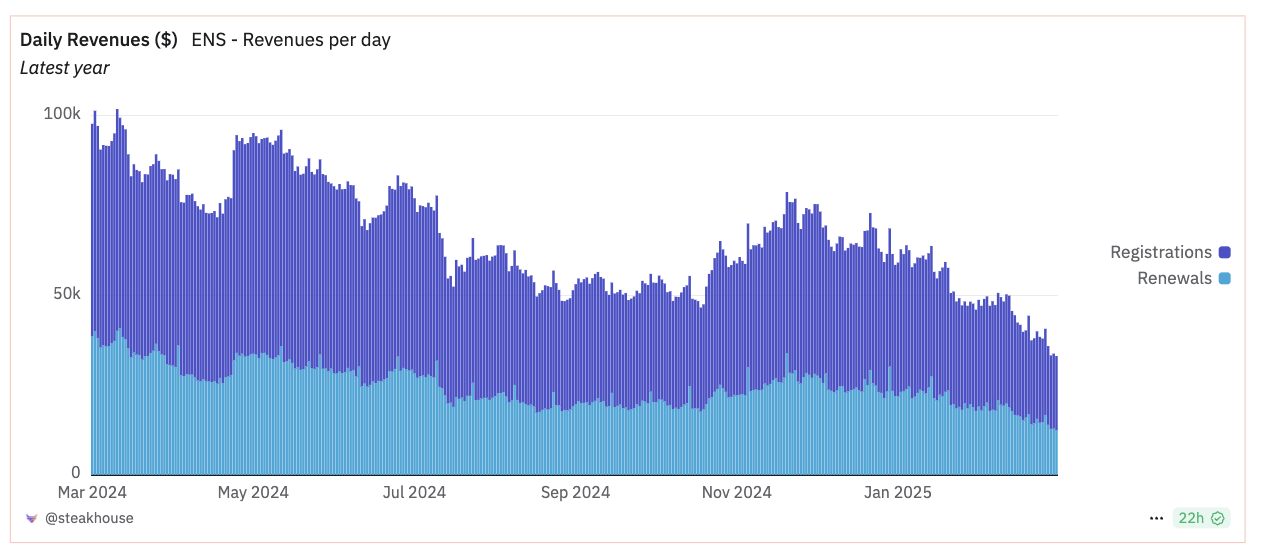 Daily Revenues ($) ENS - Revenues per day
Latest year
100k
50k
0
Mar 2024 May 2024 Jul 2024 Sep 2024 Nov 2024 Jan 2025
Registrations
Renewals
@steakhouse
22h